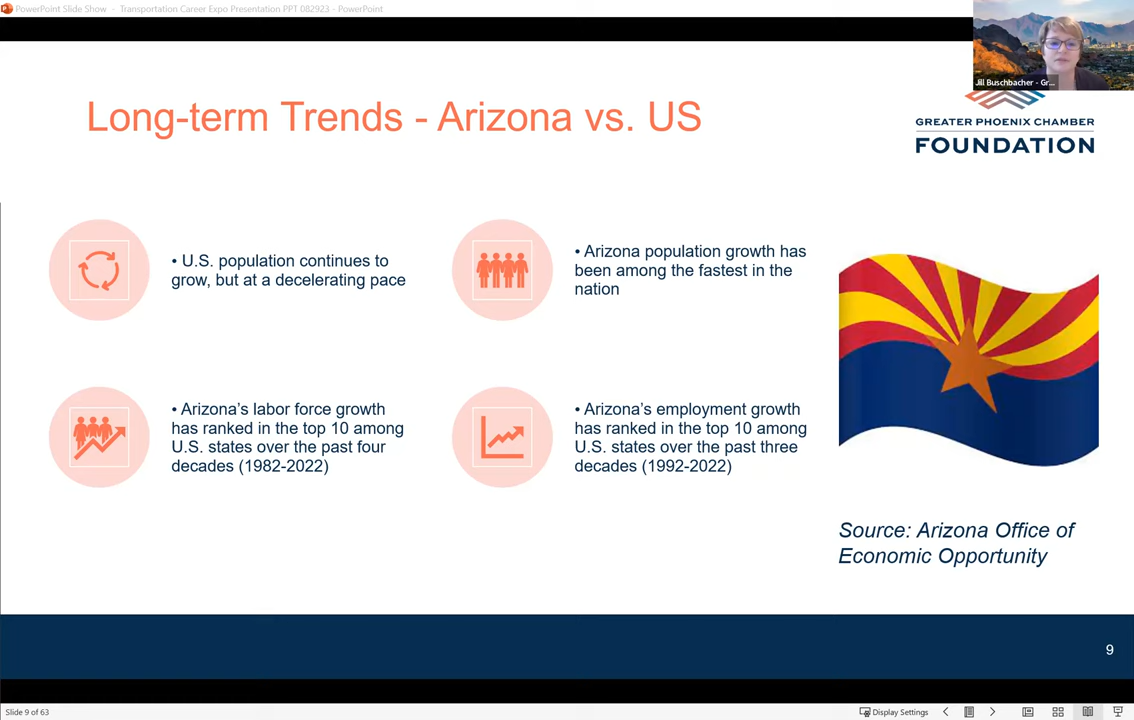 PowerPoint Slide Show - Transportation Career Expo Presentation PPT 082923 - PowerPoint
Jill Buschbacher - Gr...
Long-term Trends - Arizona vs. US
GREATER PHOENIX CHAMBER
FOUNDATION
• U.S. population continues to
grow, but at a decelerating pace
• Arizona population growth has
been among the fastest in the
nation
• Arizona's labor force growth
has ranked in the top 10 among
U.S. states over the past four
decades (1982-2022)
• Arizona's employment growth
has ranked in the top 10 among
U.S. states over the past three
decades (1992-2022)
Source: Arizona Office of
Economic Opportunity
9
Slide 9 of 63
Display Settings